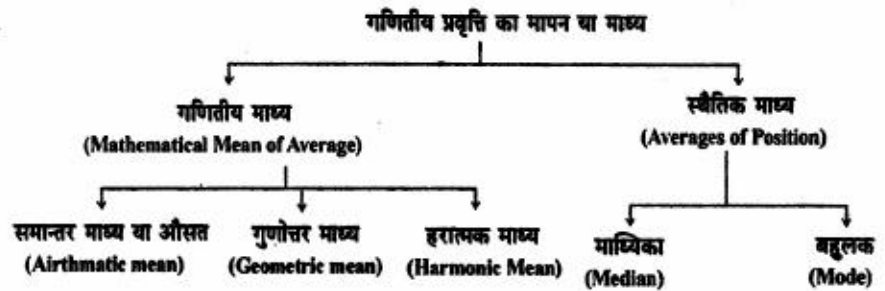 गणितीय प्रवृत्ति का मापन या माध्य
गणितीय माध्य
(Mathematical Mean of Average)
स्थैतिक माध्य
(Averages of Position)
समान्तर माध्य या औसत
(Airthmatic mean)
गुणोत्तर माध्य
(Geometric mean)
हरात्मक माध्य
(Harmonic Mean)
माध्यिका
(Median)
बहुलक
(Mode)